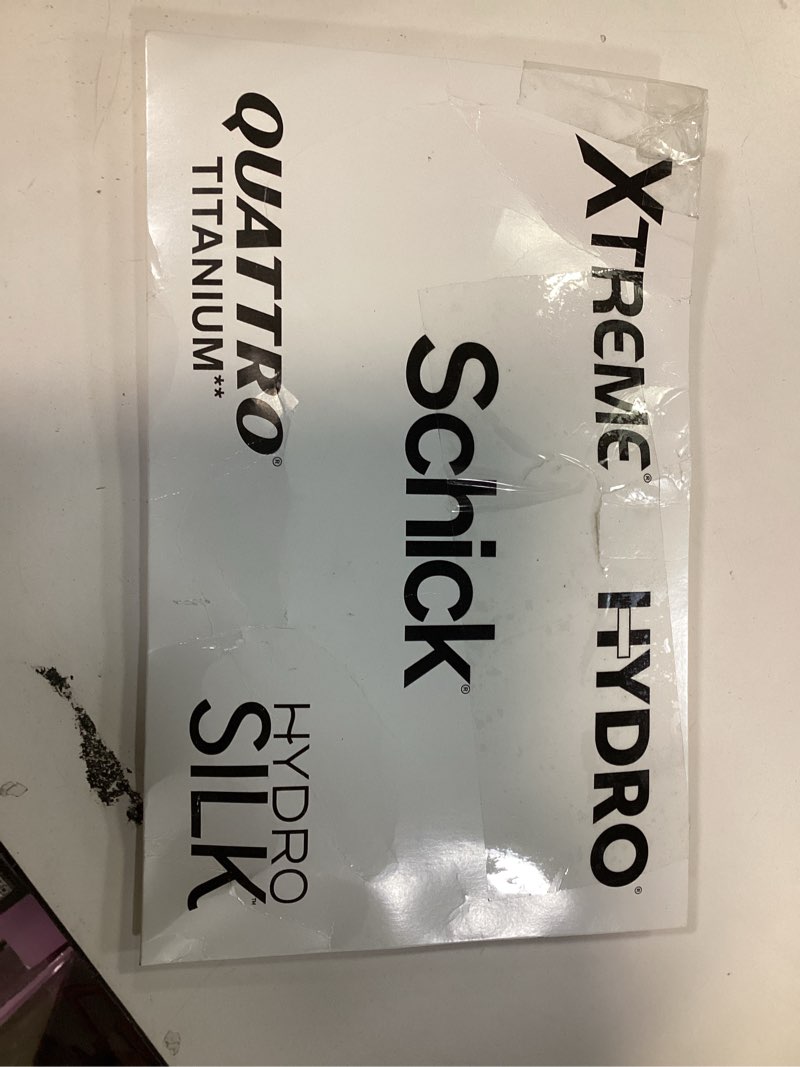 XTREME®
HYDRO®
Schick®
QUATTRO®
TITANIUM**
HYDRO
SILK™